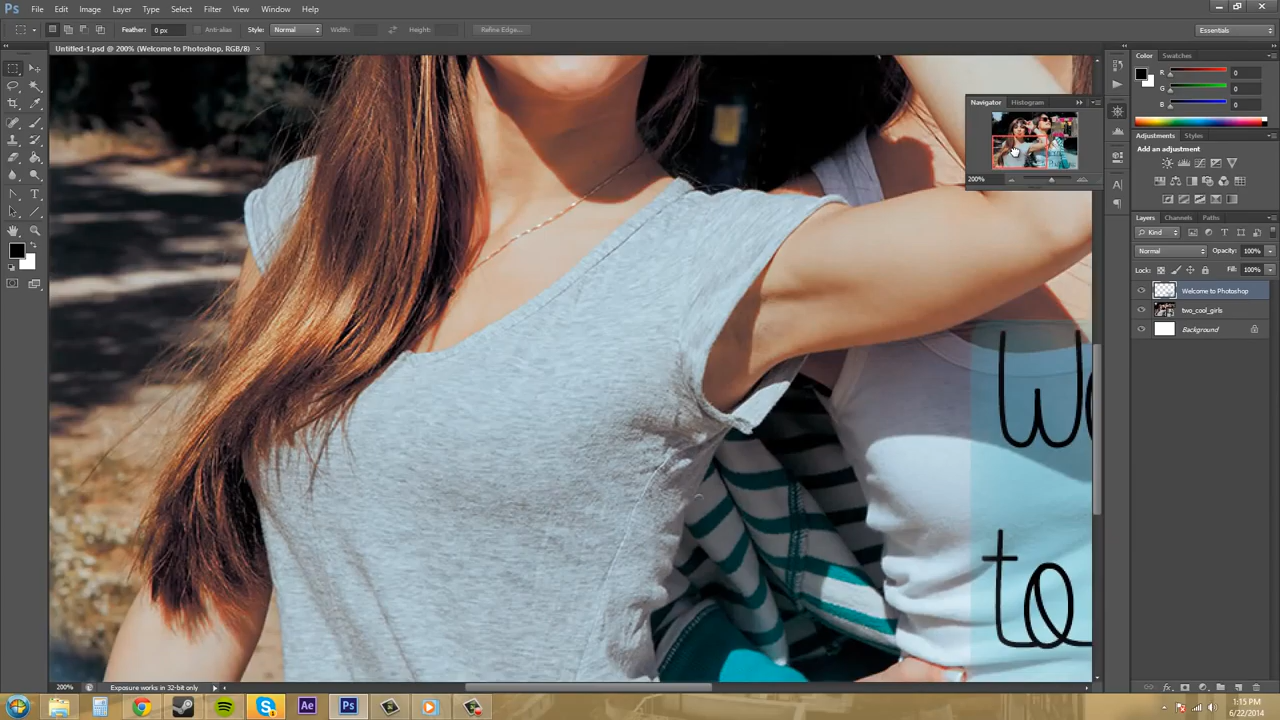 Ps File Edit Image Layer Type Select Filter View Window Help
Feather: 0 px Anti-alias Style: Normal Width: Height: Refine Edge... Essentials
Untitled-1.psd @ 200% (Welcome to Photoshop, RGB/8) ×
Color Swatches
R 0
G 0
B 0
Navigator Histogram
200%
Adjustments Styles
Add an adjustment
Layers Channels Paths
Kind
Normal Opacity: 100%
Lock: Fill: 100%
Welcome to Photoshop
two_cool_girls
Background
to
200% Exposure works in 32-bit only
Ae Ps
1:15 PM
6/22/2014